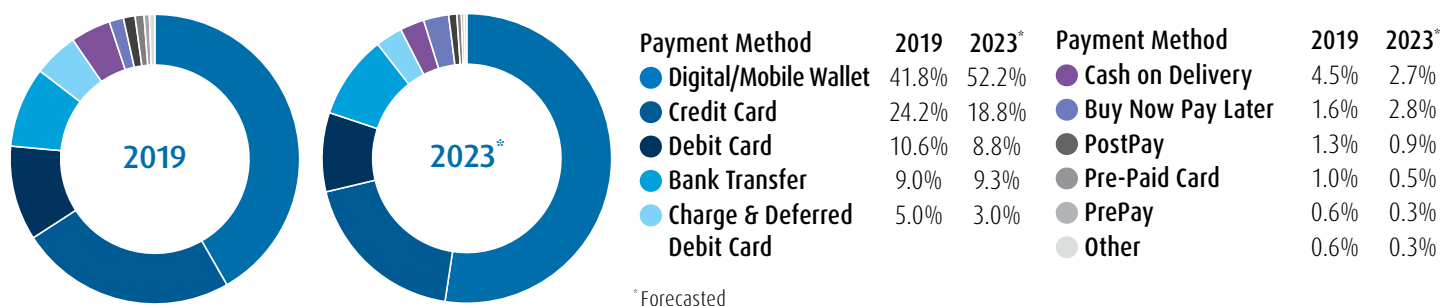 2019
2023*
Payment Method 2019 2023*
Digital/Mobile Wallet 41.8% 52.2%
Credit Card 24.2% 18.8%
Debit Card 10.6% 8.8%
Bank Transfer 9.0% 9.3%
Charge & Deferred 5.0% 3.0%
Debit Card
Payment Method 2019 2023*
Cash on Delivery 4.5% 2.7%
Buy Now Pay Later 1.6% 2.8%
PostPay 1.3% 0.9%
Pre-Paid Card 1.0% 0.5%
PrePay 0.6% 0.3%
Other 0.6% 0.3%
*Forecasted